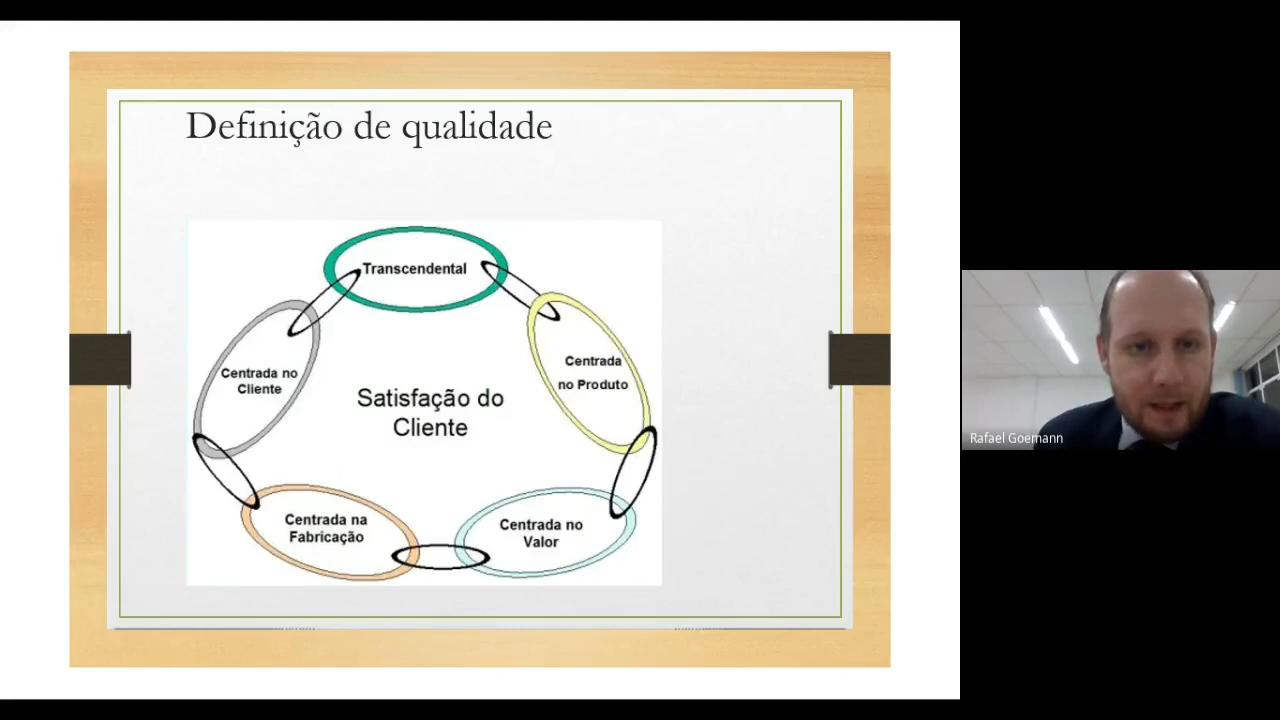 Definição de qualidade
Transcendental
Centrada
no Produto
Centrada no
Cliente
Satisfação do
Cliente
Centrada na
Fabricação
Centrada no
Valor
Rafael Goemann